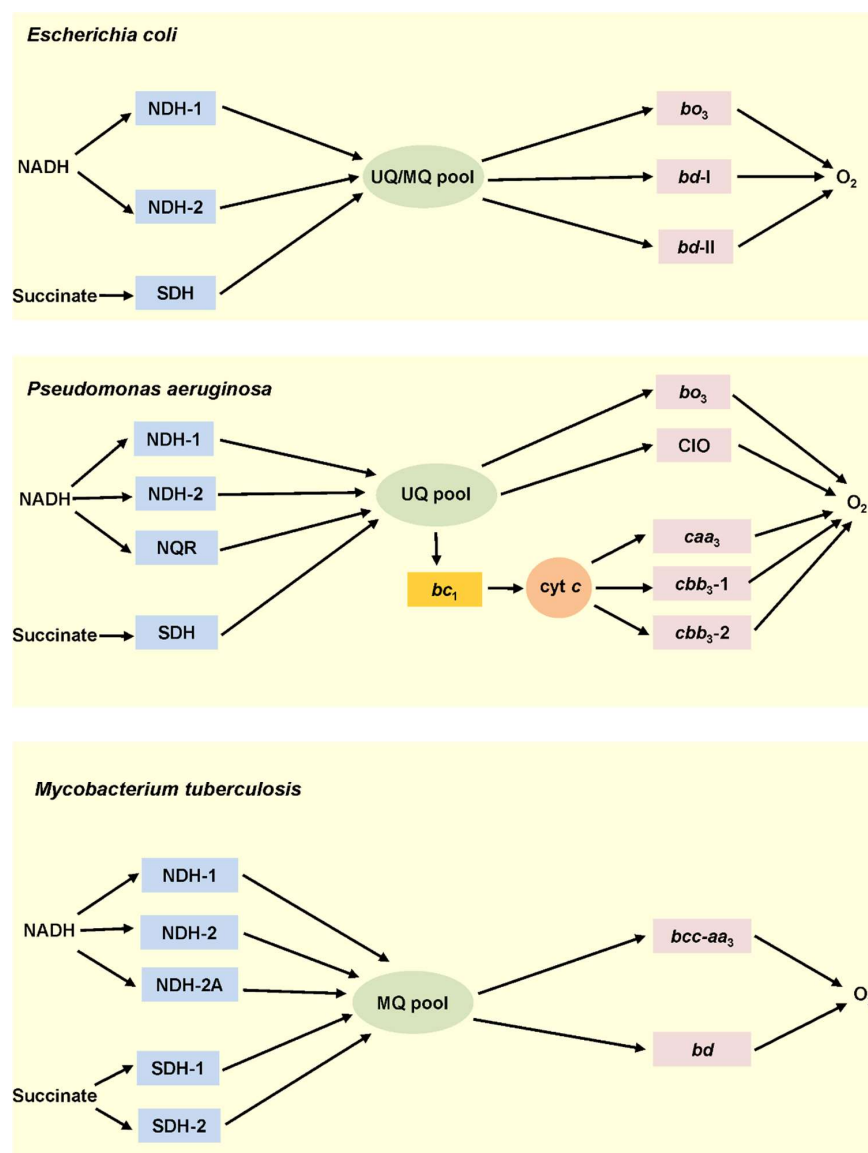 Escherichia coli
NDH-1
NADH
NDH-2
Succinate
SDH
UQ/MQ pool
bo₃
bd-I
bd-II
O₂
Pseudomonas aeruginosa
NDH-1
NADH
NDH-2
NQR
Succinate
SDH
UQ pool
bc₁
cyt c
bo₃
CIO
caa₃
cbb₃-1
cbb₃-2
O₂
Mycobacterium tuberculosis
NDH-1
NADH
NDH-2
NDH-2A
Succinate
SDH-1
SDH-2
MQ pool
bcc-aa₃
bd
O